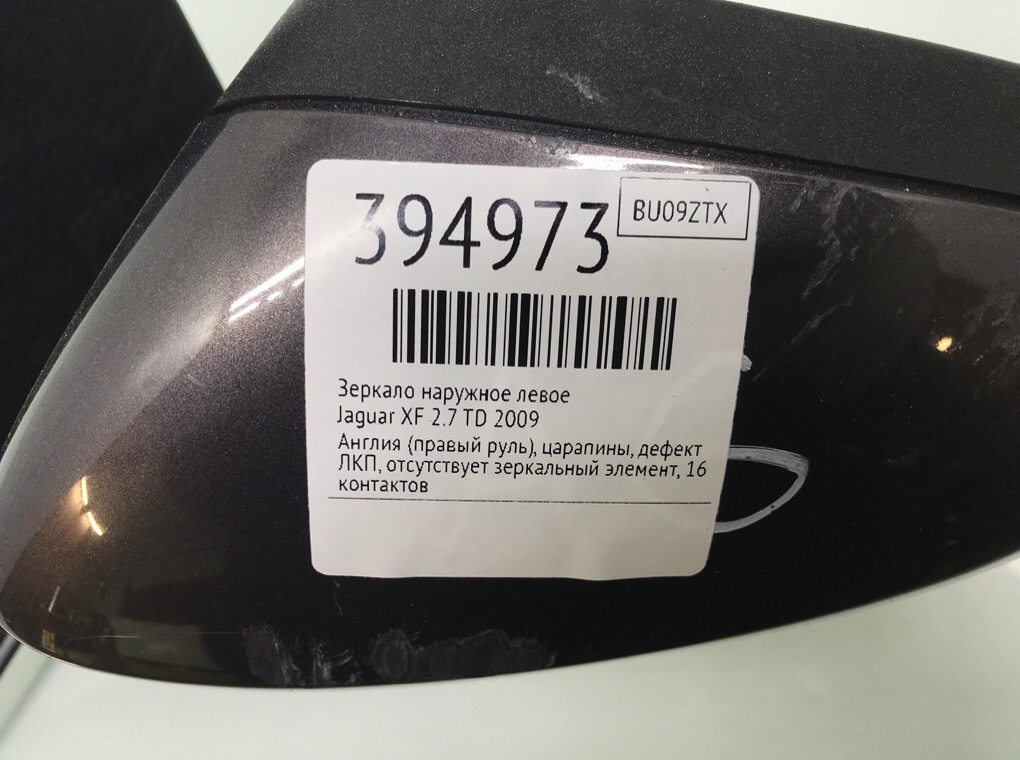 394973
BU09ZTX
Зеркало наружное левое
Jaguar XF 2.7 TD 2009
Англия (правый руль), царапины, дефект
ЛКП, отсутствует зеркальный элемент, 16
контактов